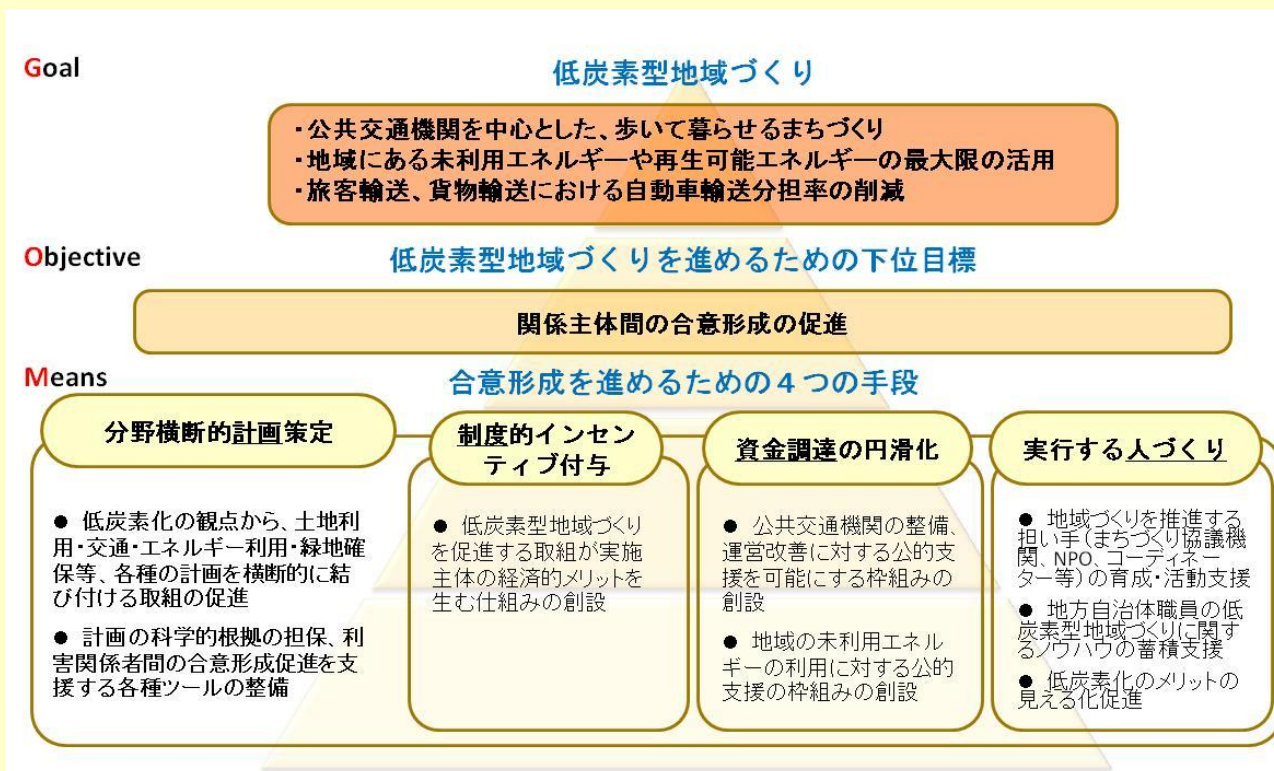 Goal
低炭素型地域づくり
・公共交通機関を中心とした、歩いて暮らせるまちづくり
・地域にある未利用エネルギーや再生可能エネルギーの最大限の活用
・旅客輸送、貨物輸送における自動車輸送分担率の削減
Objective
低炭素型地域づくりを進めるための下位目標
関係主体間の合意形成の促進
Means
合意形成を進めるための４つの手段
分野横断的計画策定
● 低炭素化の観点から、土地利
用・交通・エネルギー利用・緑地確
保等、各種の計画を横断的に結
び付ける取組の促進
● 計画の科学的根拠の担保、利
害関係者間の合意形成促進を支
援する各種ツールの整備
制度的インセン
ティブ付与
● 低炭素型地域づくり
を促進する取組が実施
主体の経済的メリットを
生む仕組みの創設
資金調達の円滑化
● 公共交通機関の整備、
運営改善に対する公的支
援を可能にする枠組みの
創設
● 地域の未利用エネル
ギーの利用に対する公的
支援の枠組みの創設
実行する人づくり
● 地域づくりを推進する
担い手（まちづくり協議機
関、NPO、コーディネー
ター等）の育成・活動支援
● 地方自治体職員の低
炭素型地域づくりに関す
るノウハウの蓄積支援
● 低炭素化のメリットの
見える化促進